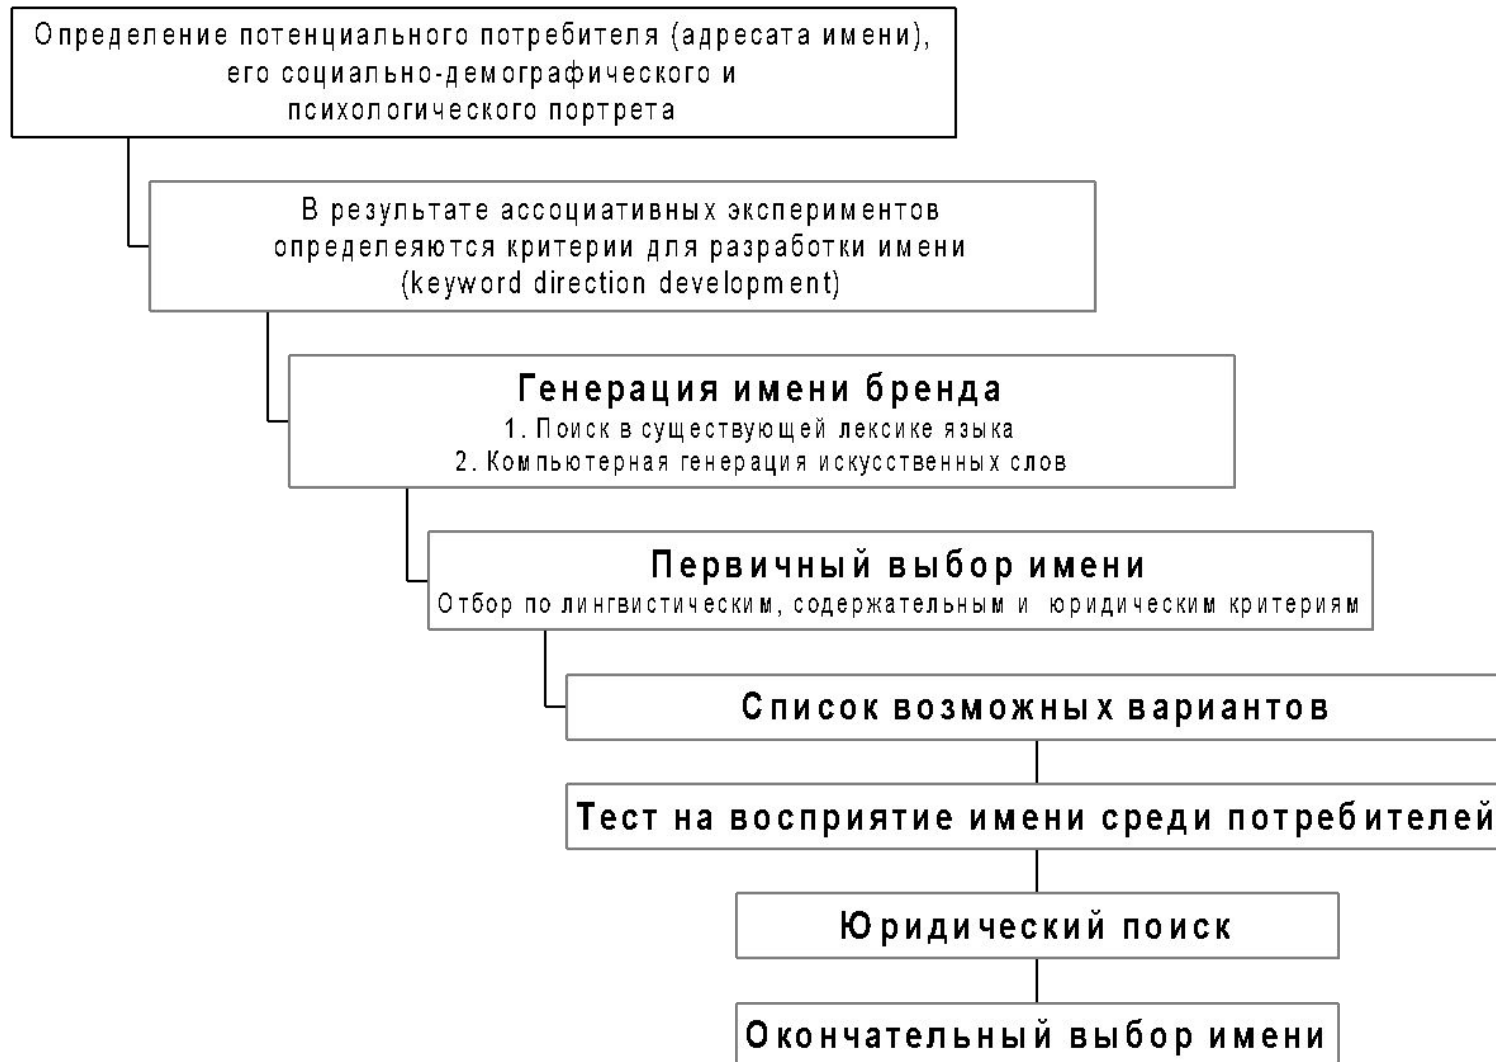 Определение потенциального потребителя (адресата имени),
его социально-демографического и
психологического портрета
В результате ассоциативных экспериментов
определеяются критерии для разработки имени
(keyword direction development)
Генерация имени бренда
1. Поиск в существующей лексике языка
2. Компьютерная генерация искусственных слов
Первичный выбор имени
Отбор по лингвистическим, содержательным и юридическим критериям
Список возможных вариантов
Тест на восприятие имени среди потребителей
Юридический поиск
Окончательный выбор имени